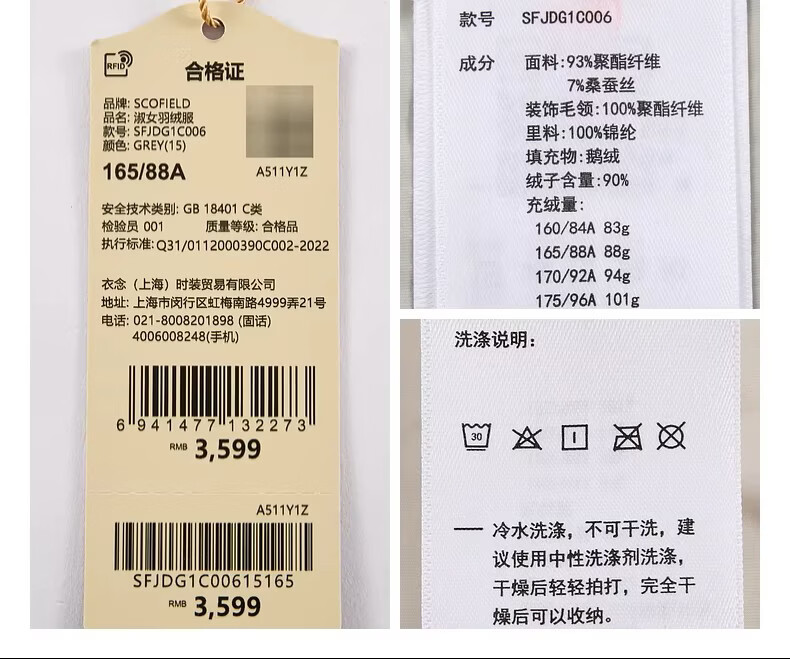 RFID
合格证
品牌: SCOFIELD
品名: 淑女羽绒服
款号: SFJDG1C006
颜色: GREY(15)
165/88A
A511Y1Z
安全技术类别: GB 18401 C类
检验员 001 质量等级: 合格品
执行标准: Q31/0112000390C002-2022
衣念（上海）时装贸易有限公司
地址: 上海市闵行区虹梅南路4999弄21号
电话: 021-8008201898 (面话)
4006008248(手机)
6 941477 132273
RMB 3,599
A511Y1Z
SFJDG1C00615165
RMB 3,599
款号 SFJDG1C006
成分 面料:93%聚酯纤维
7%桑蚕丝
装饰毛领:100%聚酯纤维
里料:100%锦纶
填充物:鹅绒
绒子含量:90%
充绒量:
160/84A 83g
165/88A 88g
170/92A 94g
175/96A 101g
洗涤说明:
30
一 冷水洗涤，不可干洗，建
议使用中性洗涤剂洗涤，
干燥后轻轻拍打，完全干
燥后可以收纳。